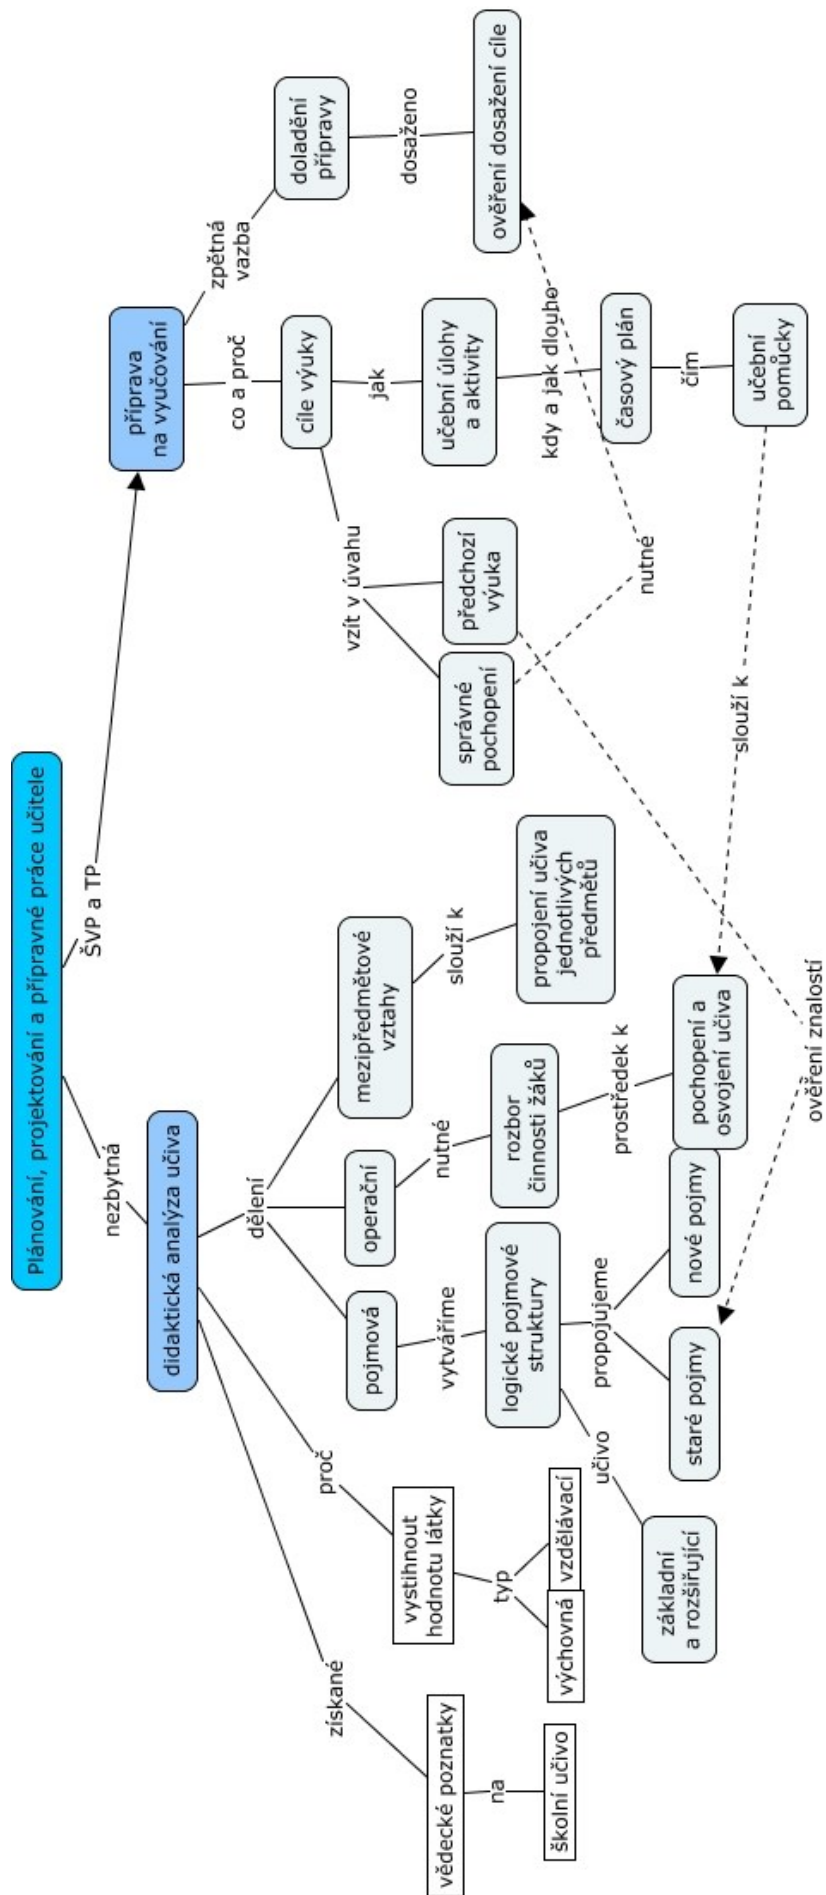 Plánování, projektování a přípravné práce učitele
nezbytná
ŠVP a TP
didaktická analýza učiva
příprava
na vyučování
získané
proč
dělení
co a proč
zpětná
vazba
vědecké poznatky
na
školní učivo
vystihnout
hodnotu látky
typ
výchovná
vzdělávací
pojmová
operační
mezipředmětové
vztahy
vytváříme
nutné
slouží k
logické pojmové
struktury
rozbor
činnosti žáků
propojení učiva
jednotlivých
předmětů
učivo
propojujeme
prostředek k
základní
a rozšiřující
staré pojmy
nové pojmy
pochopení a
osvojení učiva
cíle výuky
doladění
přípravy
vzít v úvahu
jak
dosaženo
správné
pochopení
předchozí
výuka
učební úlohy
a aktivity
ověření dosažení cíle
kdy a jak dlouho
nutné
časový plán
čím
učební
pomůcky
slouží k
ověření znalostí